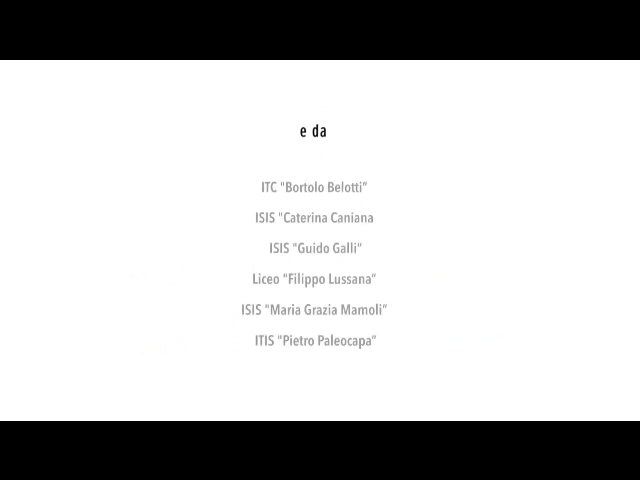 e da
ITC "Bortolo Belotti”
ISIS "Caterina Caniana
ISIS "Guido Galli”
Liceo "Filippo Lussana”
ISIS "Maria Grazia Mamoli”
ITIS "Pietro Paleocapa”